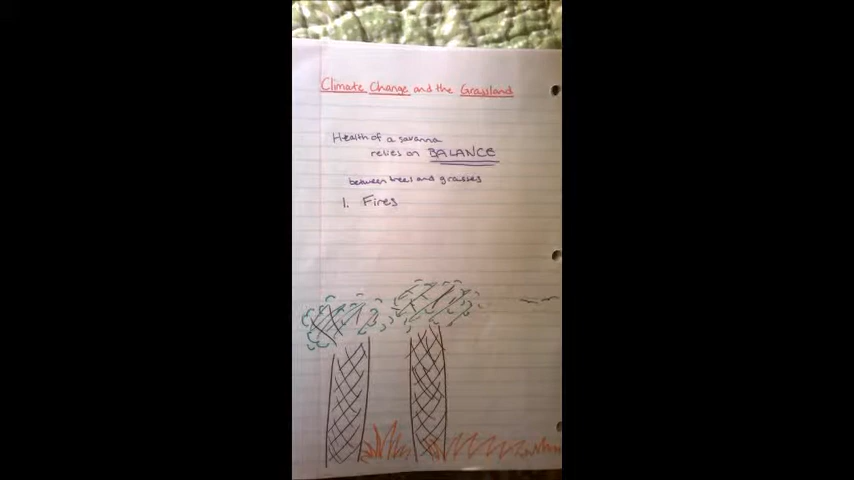 Climate Change and the Grassland
Health of a savanna
relies on BALANCE
between trees and grasses
1. Fires